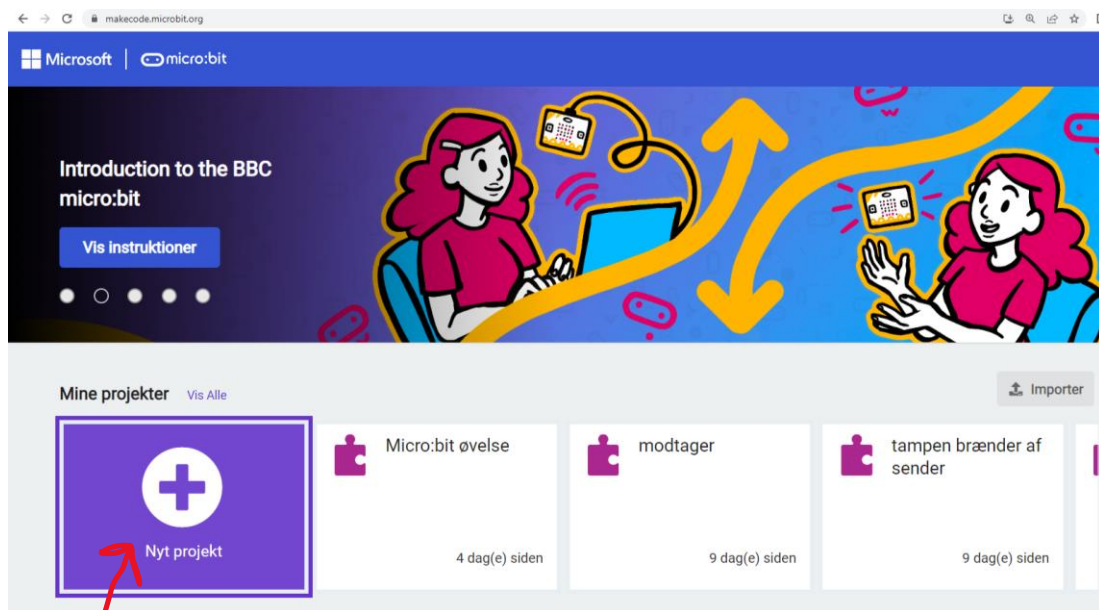 makecode.microbit.org
Microsoft
micro:bit
Introduction to the BBC
micro:bit
Vis instruktioner
Mine projekter
Vis Alle
Importer
Nyt projekt
Micro:bit øvelse
4 dag(e) siden
modtager
9 dag(e) siden
tampen brænder af
sender
9 dag(e) siden